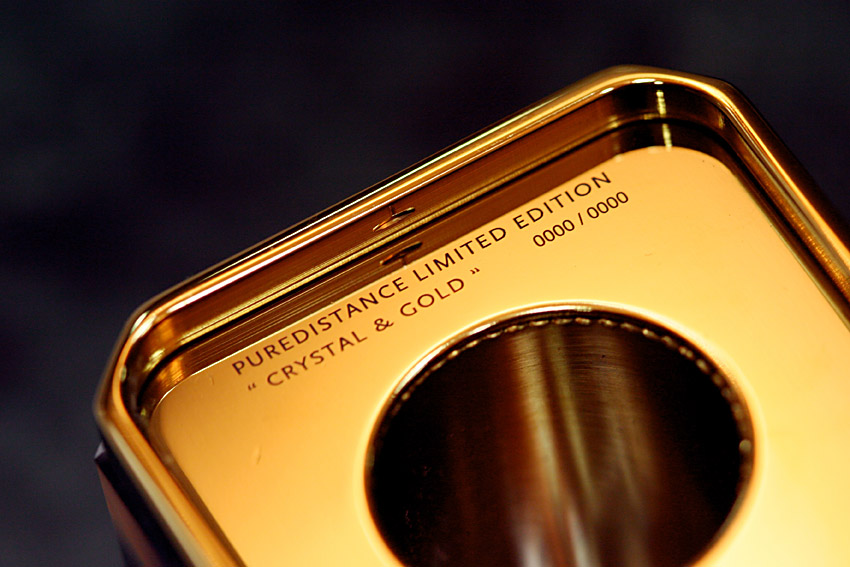 PUREDISTANCE LIMITED EDITION
“ CRYSTAL & GOLD ”
0000 / 0000